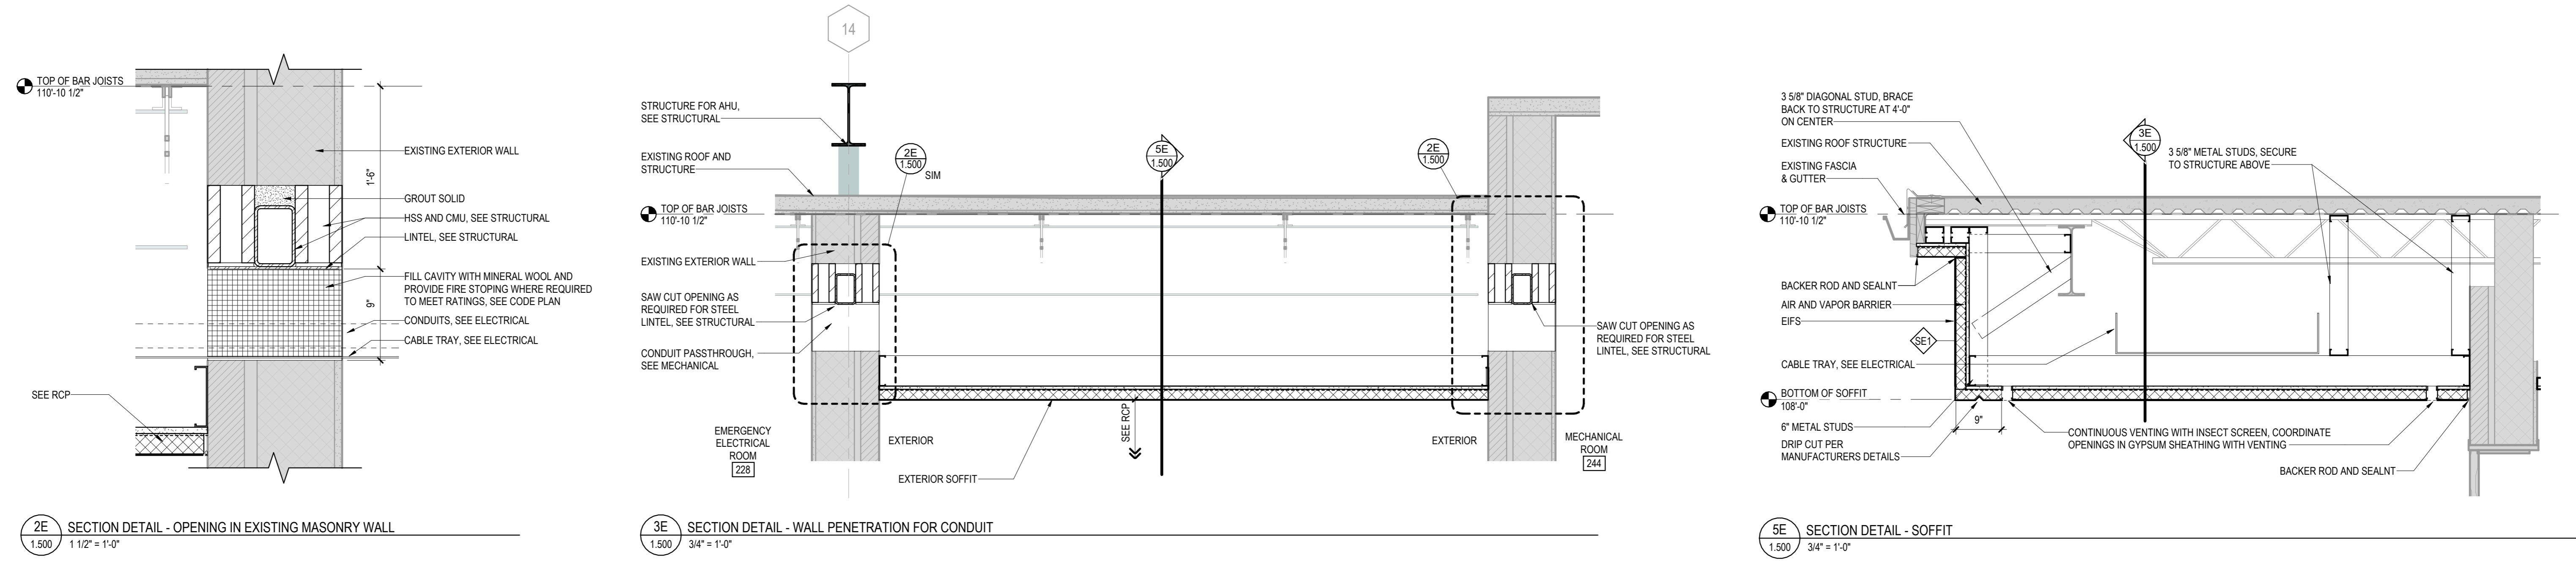 TOP OF BAR JOISTS
110'-10 1/2"
1'-6"
EXISTING EXTERIOR WALL
GROUT SOLID
HSS AND CMU, SEE STRUCTURAL
LINTEL, SEE STRUCTURAL
FILL CAVITY WITH MINERAL WOOL AND
PROVIDE FIRE STOPING WHERE REQUIRED
TO MEET RATINGS, SEE CODE PLAN
9"
CONDUITS, SEE ELECTRICAL
CABLE TRAY, SEE ELECTRICAL
SEE RCP
2E
1.500
SECTION DETAIL - OPENING IN EXISTING MASONRY WALL
1 1/2" = 1'-0"
14
STRUCTURE FOR AHU,
SEE STRUCTURAL
EXISTING ROOF AND
STRUCTURE
2E
1.500
SIM
5E
1.500
2E
1.500
TOP OF BAR JOISTS
110'-10 1/2"
EXISTING EXTERIOR WALL
SAW CUT OPENING AS
REQUIRED FOR STEEL
LINTEL, SEE STRUCTURAL
CONDUIT PASSTHROUGH,
SEE MECHANICAL
SAW CUT OPENING AS
REQUIRED FOR STEEL
LINTEL, SEE STRUCTURAL
EMERGENCY
ELECTRICAL
ROOM
228
EXTERIOR
SEE RCP
EXTERIOR
MECHANICAL
ROOM
244
EXTERIOR SOFFIT
3E
1.500
SECTION DETAIL - WALL PENETRATION FOR CONDUIT
3/4" = 1'-0"
3 5/8" DIAGONAL STUD, BRACE
BACK TO STRUCTURE AT 4'-0"
ON CENTER
EXISTING ROOF STRUCTURE
EXISTING FASCIA
& GUTTER
3E
1.500
3 5/8" METAL STUDS, SECURE
TO STRUCTURE ABOVE
TOP OF BAR JOISTS
110'-10 1/2"
BACKER ROD AND SEALNT
AIR AND VAPOR BARRIER
EIFS
SE1
CABLE TRAY, SEE ELECTRICAL
BOTTOM OF SOFFIT
108'-0"
6" METAL STUDS
DRIP CUT PER
MANUFACTURERS DETAILS
9"
CONTINUOUS VENTING WITH INSECT SCREEN, COORDINATE
OPENINGS IN GYPSUM SHEATHING WITH VENTING
BACKER ROD AND SEALNT
5E
1.500
SECTION DETAIL - SOFFIT
3/4" = 1'-0"